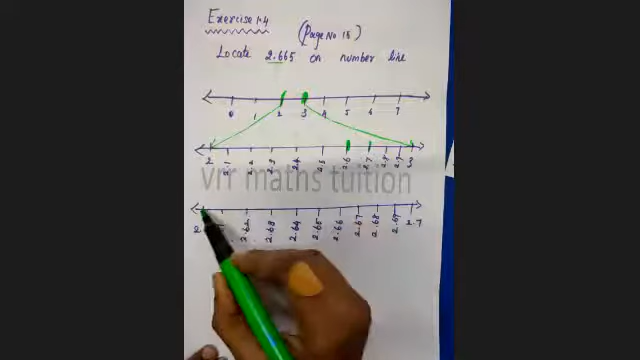 Exercise 1.4
(Page No 18)
Locate 2.665 on number line
0 1 2 3 4 5 6 7
2 2.1 2.2 2.3 2.4 2.5 2.6 2.7 2.8 2.9 3
vrr maths tuition
2.62 2.63 2.64 2.65 2.66 2.67 2.68 2.69 2.7